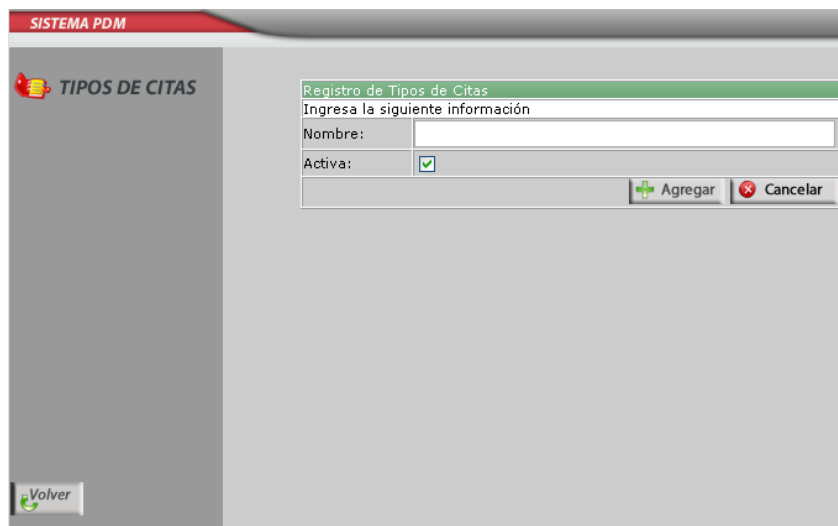 SISTEMA PDM
TIPOS DE CITAS
Registro de Tipos de Citas
Ingresa la siguiente información
Nombre:
Activa:
Agregar Cancelar
Volver